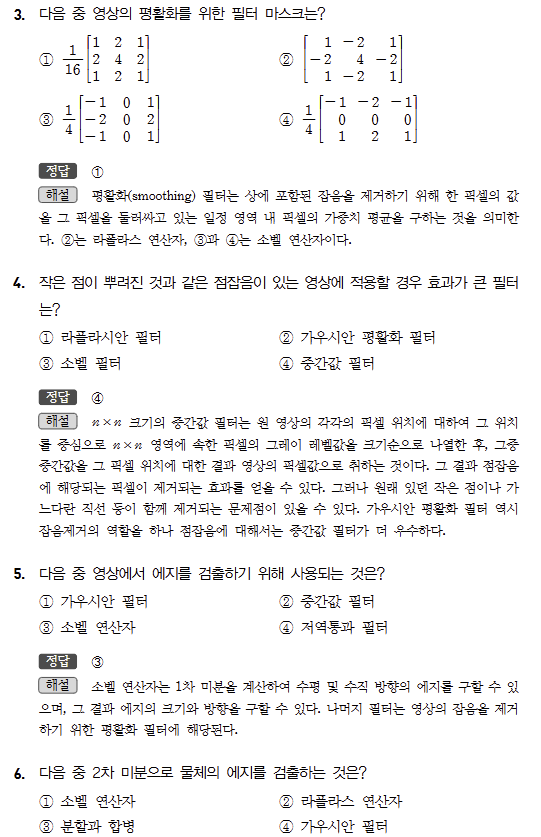 3. 다음 중 영상의 평활화를 위한 필터 마스크는?
① 1/16 [1 2 1; 2 4 2; 1 2 1] ② [1 −2 1; −2 4 −2; 1 −2 1]
③ 1/4 [−1 0 1; −2 0 2; −1 0 1] ④ 1/4 [−1 −2 −1; 0 0 0; 1 2 1]
정답 ①
해설 평활화(smoothing) 필터는 상에 포함된 잡음을 제거하기 위해 한 픽셀의 값
을 그 픽셀을 둘러싸고 있는 일정 영역 내 픽셀의 가중치 평균을 구하는 것을 의미한
다. ②는 라플라스 연산자, ③과 ④는 소벨 연산자이다.
4. 작은 점이 뿌려진 것과 같은 점잡음이 있는 영상에 적용할 경우 효과가 큰 필터
는?
① 라플라시안 필터 ② 가우시안 평활화 필터
③ 소벨 필터 ④ 중간값 필터
정답 ④
해설 n×n 크기의 중간값 필터는 원 영상의 각각의 픽셀 위치에 대하여 그 위치
를 중심으로 n×n 영역에 속한 픽셀의 그레이 레벨값을 크기순으로 나열한 후, 그중
중간값을 그 픽셀 위치에 대한 결과 영상의 픽셀값으로 취하는 것이다. 그 결과 점잡음
에 해당되는 픽셀이 제거되는 효과를 얻을 수 있다. 그러나 원래 있던 작은 점이나 가
느다란 직선 등이 함께 제거되는 문제점이 있을 수 있다. 가우시안 평활화 필터 역시
잡음제거의 역할을 하나 점잡음에 대해서는 중간값 필터가 더 우수하다.
5. 다음 중 영상에서 에지를 검출하기 위해 사용되는 것은?
① 가우시안 필터 ② 중간값 필터
③ 소벨 연산자 ④ 저역통과 필터
정답 ③
해설 소벨 연산자는 1차 미분을 계산하여 수평 및 수직 방향의 에지를 구할 수 있
으며, 그 결과 에지의 크기와 방향을 구할 수 있다. 나머지 필터는 영상의 잡음을 제거
하기 위한 평활화 필터에 해당된다.
6. 다음 중 2차 미분으로 물체의 에지를 검출하는 것은?
① 소벨 연산자 ② 라플라스 연산자
③ 분할과 합병 ④ 가우시안 필터